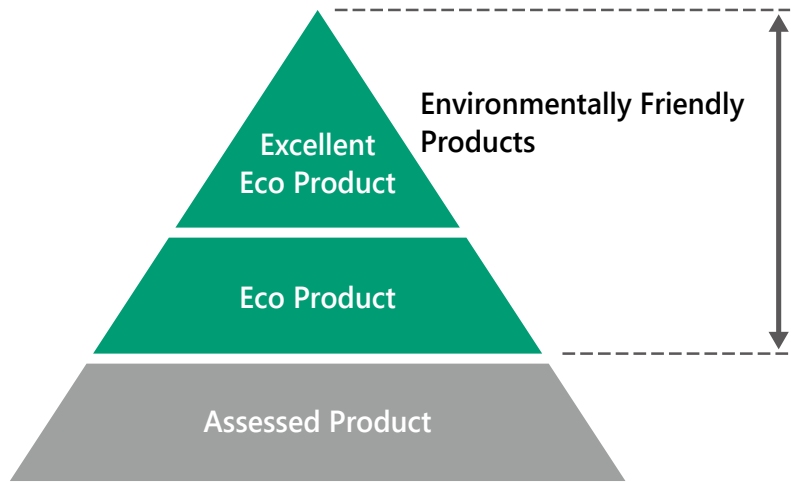 Environmentally Friendly
Products
Excellent
Eco Product
Eco Product
Assessed Product